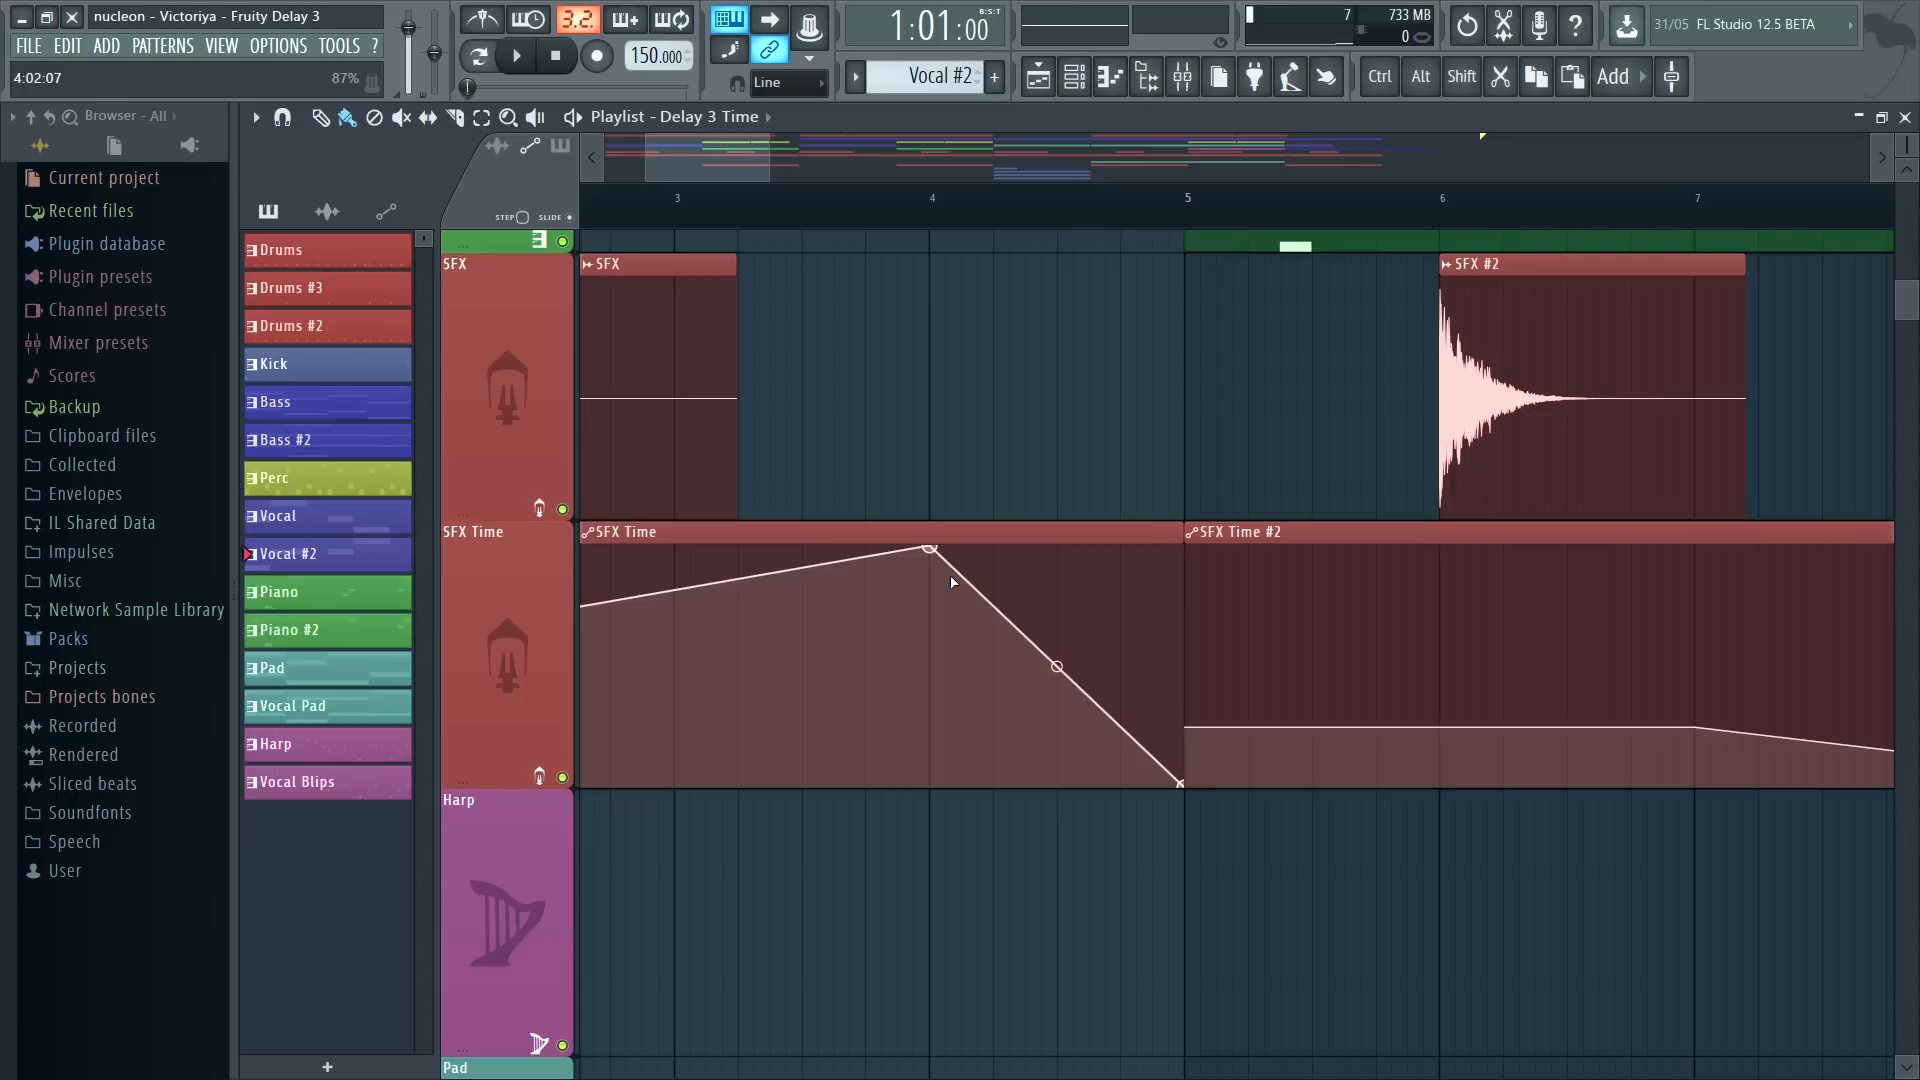 nucleon - Victoriya - Fruity Delay 3
FILE EDIT ADD PATTERNS VIEW OPTIONS TOOLS ?
4:02:07 87%
3.2.
150.000
Line
1:01:00
B:S:T
Vocal #2
+
7
733 MB
0
31/05 FL Studio 12.5 BETA
Ctrl
Alt
Shift
Add
Browser - All
Playlist - Delay 3 Time
STEP
SLIDE
3
4
5
6
7
Current project
Recent files
Plugin database
Plugin presets
Channel presets
Mixer presets
Scores
Backup
Clipboard files
Collected
Envelopes
IL Shared Data
Impulses
Misc
Network Sample Library
Packs
Projects
Projects bones
Recorded
Rendered
Sliced beats
Soundfonts
Speech
User
Drums
Drums #3
Drums #2
Kick
Bass
Bass #2
Perc
Vocal
Vocal #2
Piano
Piano #2
Pad
Vocal Pad
Harp
Vocal Blips
+
SFX
SFX
SFX #2
SFX Time
SFX Time
SFX Time #2
Harp
Pad